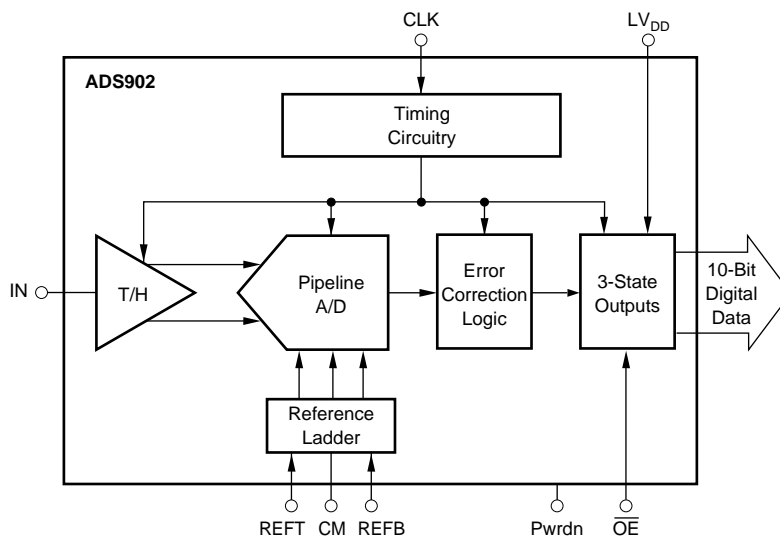 CLK
LVDD
ADS902
Timing
Circuitry
IN
T/H
Pipeline
A/D
Error
Correction
Logic
3-State
Outputs
10-Bit
Digital
Data
Reference
Ladder
REFT
CM
REFB
Pwrdn
OE